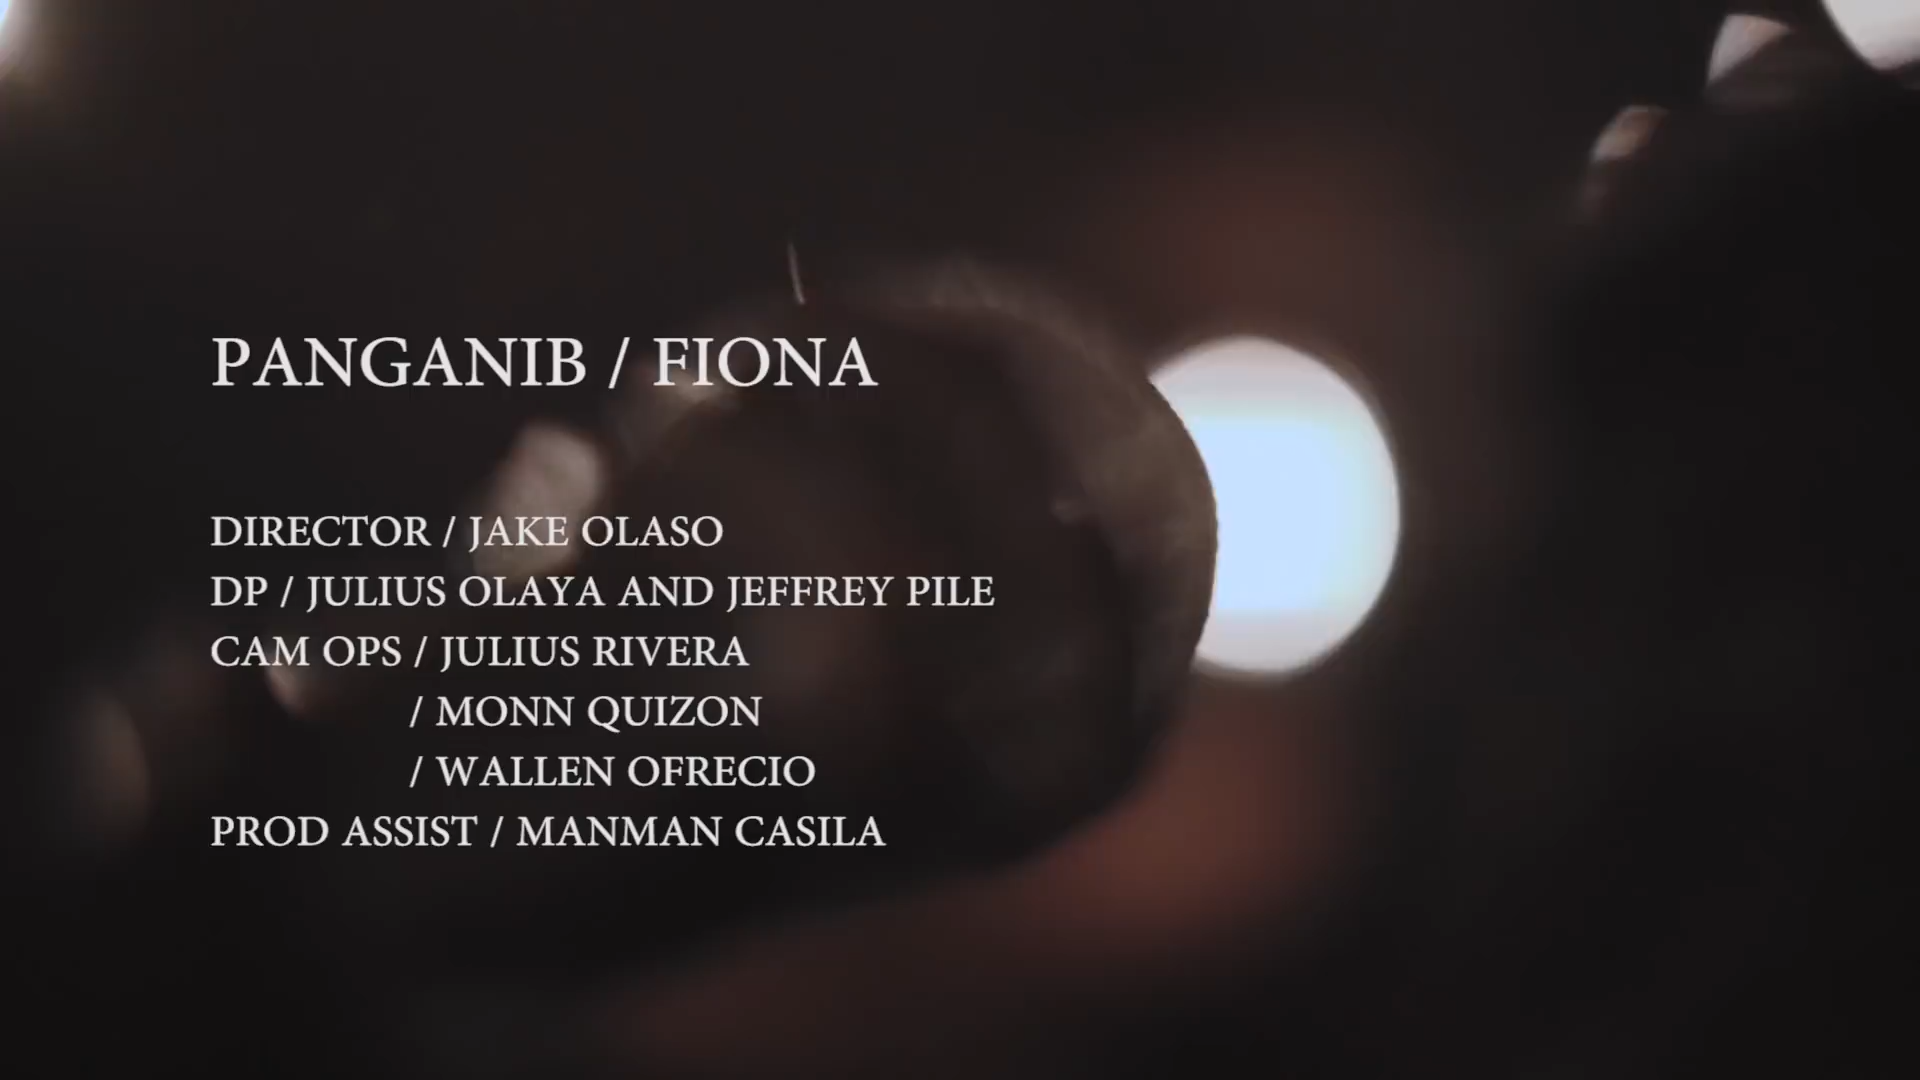 PANGANIB / FIONA
DIRECTOR / JAKE OLASO
DP / JULIUS OLAYA AND JEFFREY PILE
CAM OPS / JULIUS RIVERA
/ MONN QUIZON
/ WALLEN OFRECIO
PROD ASSIST / MANMAN CASILA